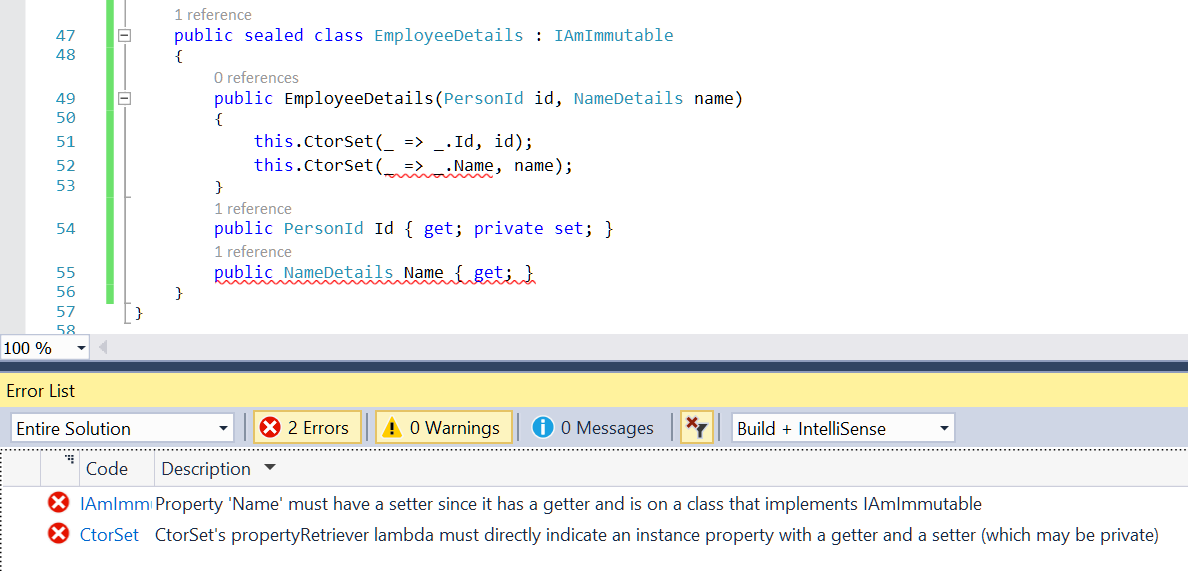 1 reference
47 public sealed class EmployeeDetails : IAmImmutable
48 {
0 references
49 public EmployeeDetails(PersonId id, NameDetails name)
50 {
51 this.CtorSet(_ => _.Id, id);
52 this.CtorSet(_ => _.Name, name);
53 }
1 reference
54 public PersonId Id { get; private set; }
1 reference
55 public NameDetails Name { get; }
56 }
57 }
58
100 %
Error List
Entire Solution 2 Errors 0 Warnings 0 Messages Build + IntelliSense
Code Description
IAmImm Property 'Name' must have a setter since it has a getter and is on a class that implements IAmImmutable
CtorSet CtorSet's propertyRetriever lambda must directly indicate an instance property with a getter and a setter (which may be private)